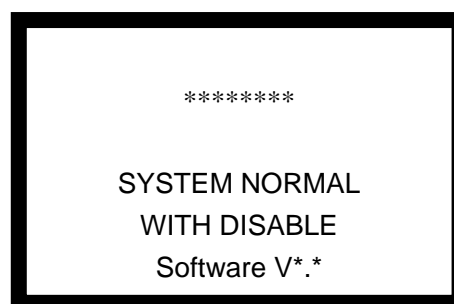 ********
SYSTEM NORMAL
WITH DISABLE
Software V*.*